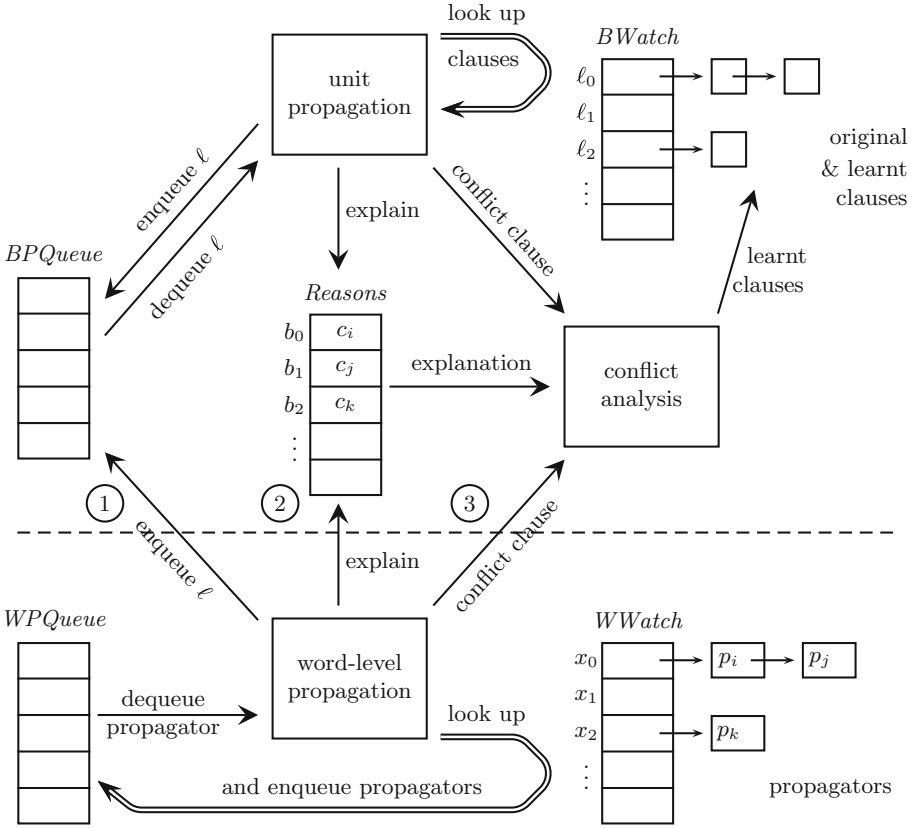 look up
clauses
BWatch
unit
propagation
ℓ₀
ℓ₁
ℓ₂
⋮
original
& learnt
clauses
enqueue ℓ
dequeue ℓ
explain
conflict clause
learnt
clauses
BPQueue
Reasons
b₀ cᵢ
b₁ cⱼ
b₂ cₖ
⋮
explanation
conflict
analysis
1
2
3
enqueue ℓ
explain
conflict clause
WPQueue
word-level
propagation
dequeue
propagator
look up
and enqueue propagators
WWatch
x₀ pᵢ pⱼ
x₁
x₂ pₖ
⋮
propagators